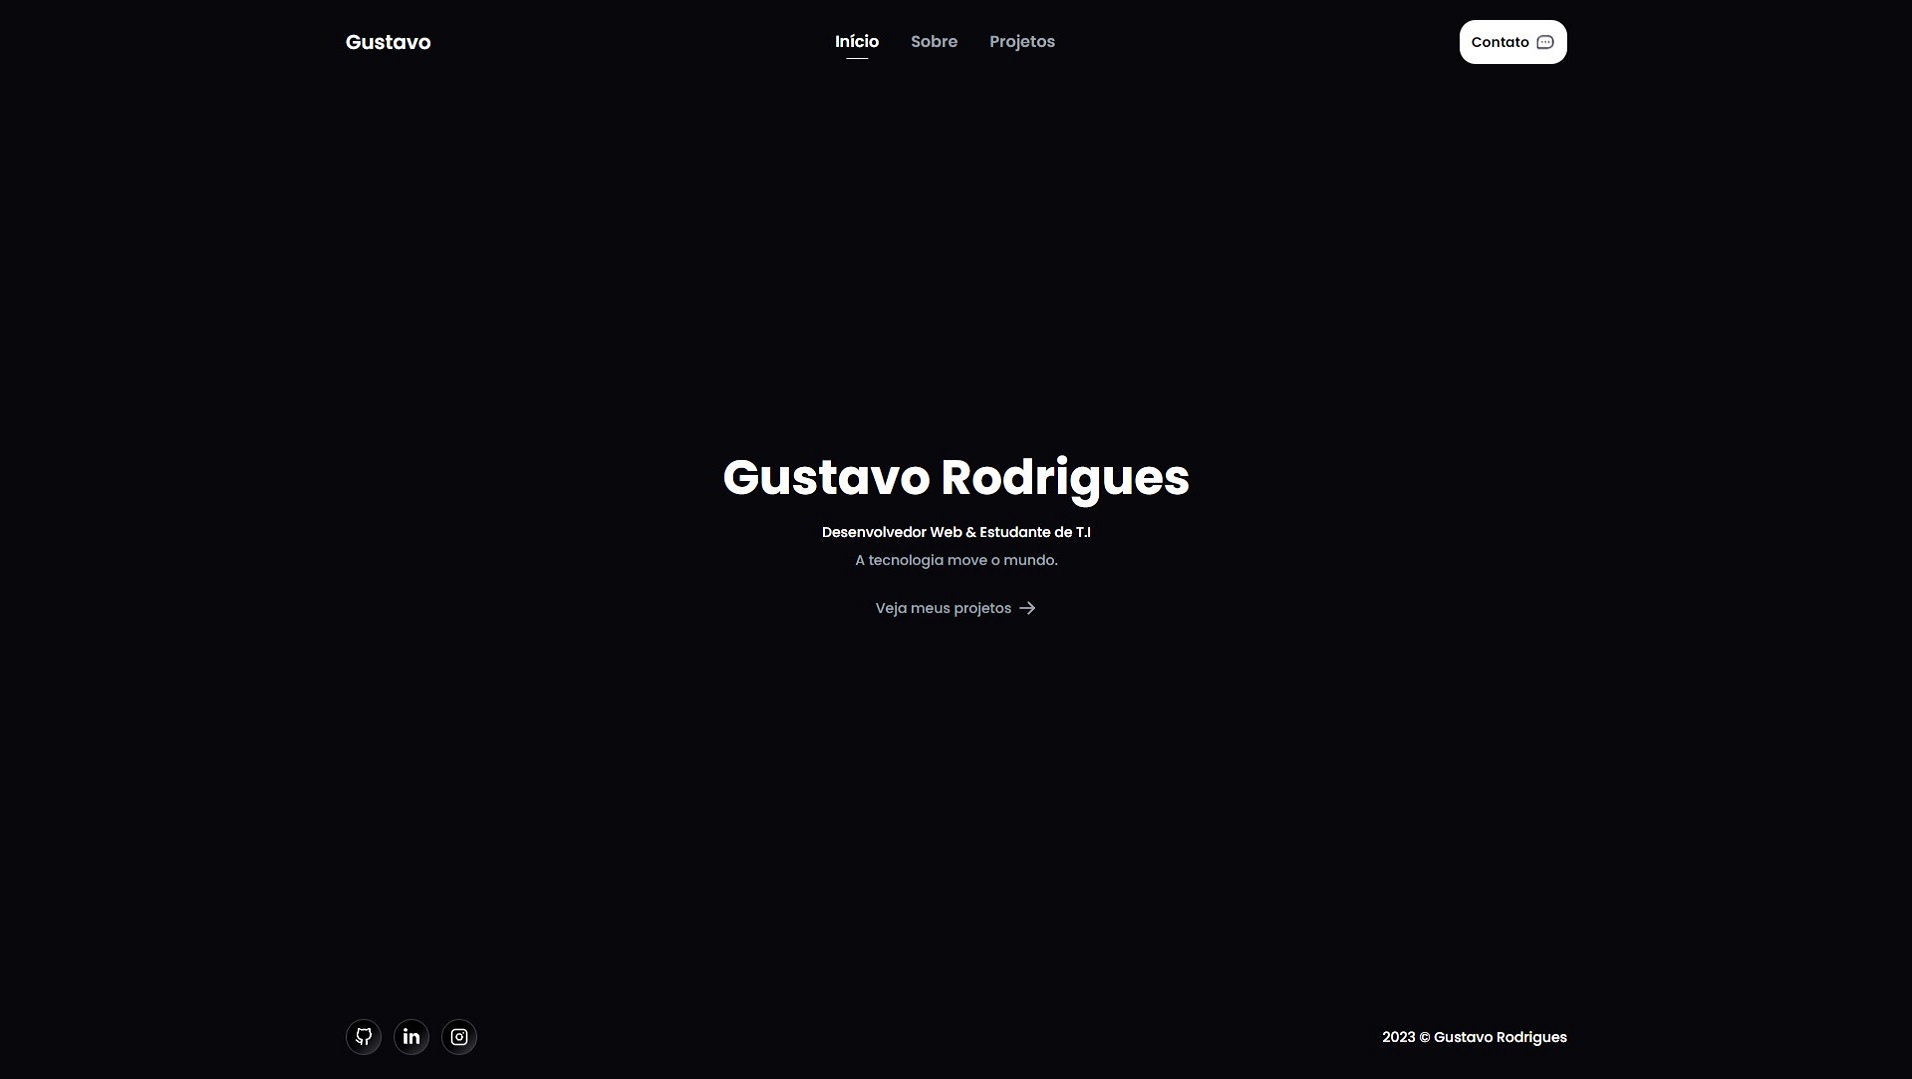 Gustavo
Início
Sobre
Projetos
Contato
Gustavo Rodrigues
Desenvolvedor Web & Estudante de T.I
A tecnologia move o mundo.
Veja meus projetos
in
2023 © Gustavo Rodrigues